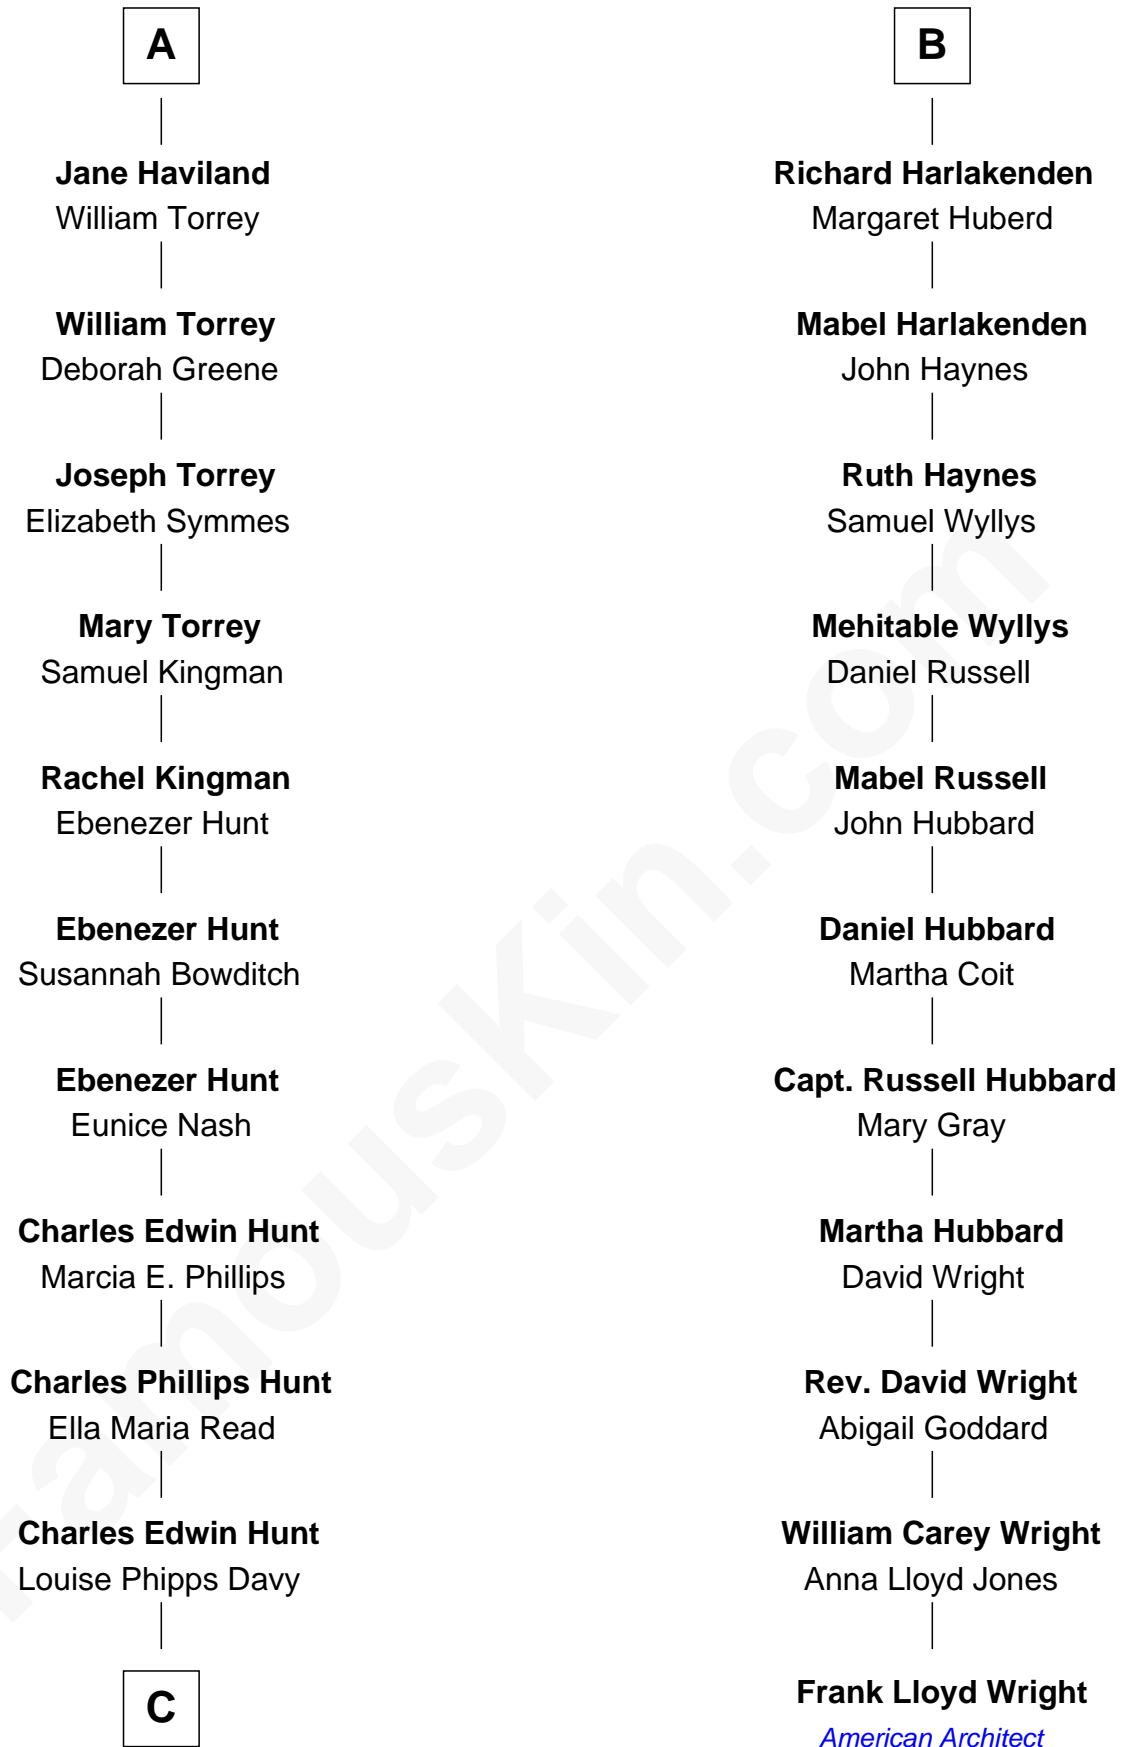 A
Jane Haviland
William Torrey
William Torrey
Deborah Greene
Joseph Torrey
Elizabeth Symmes
Mary Torrey
Samuel Kingman
Rachel Kingman
Ebenezer Hunt
Ebenezer Hunt
Susannah Bowditch
Ebenezer Hunt
Eunice Nash
Charles Edwin Hunt
Marcia E. Phillips
Charles Phillips Hunt
Ella Maria Read
Charles Edwin Hunt
Louise Phipps Davy
C
B
Richard Harlakenden
Margaret Huberd
Mabel Harlakenden
John Haynes
Ruth Haynes
Samuel Wyllys
Mehitable Wyllys
Daniel Russell
Mabel Russell
John Hubbard
Daniel Hubbard
Martha Coit
Capt. Russell Hubbard
Mary Gray
Martha Hubbard
David Wright
Rev. David Wright
Abigail Goddard
William Carey Wright
Anna Lloyd Jones
Frank Lloyd Wright
American Architect
FamousKin.com